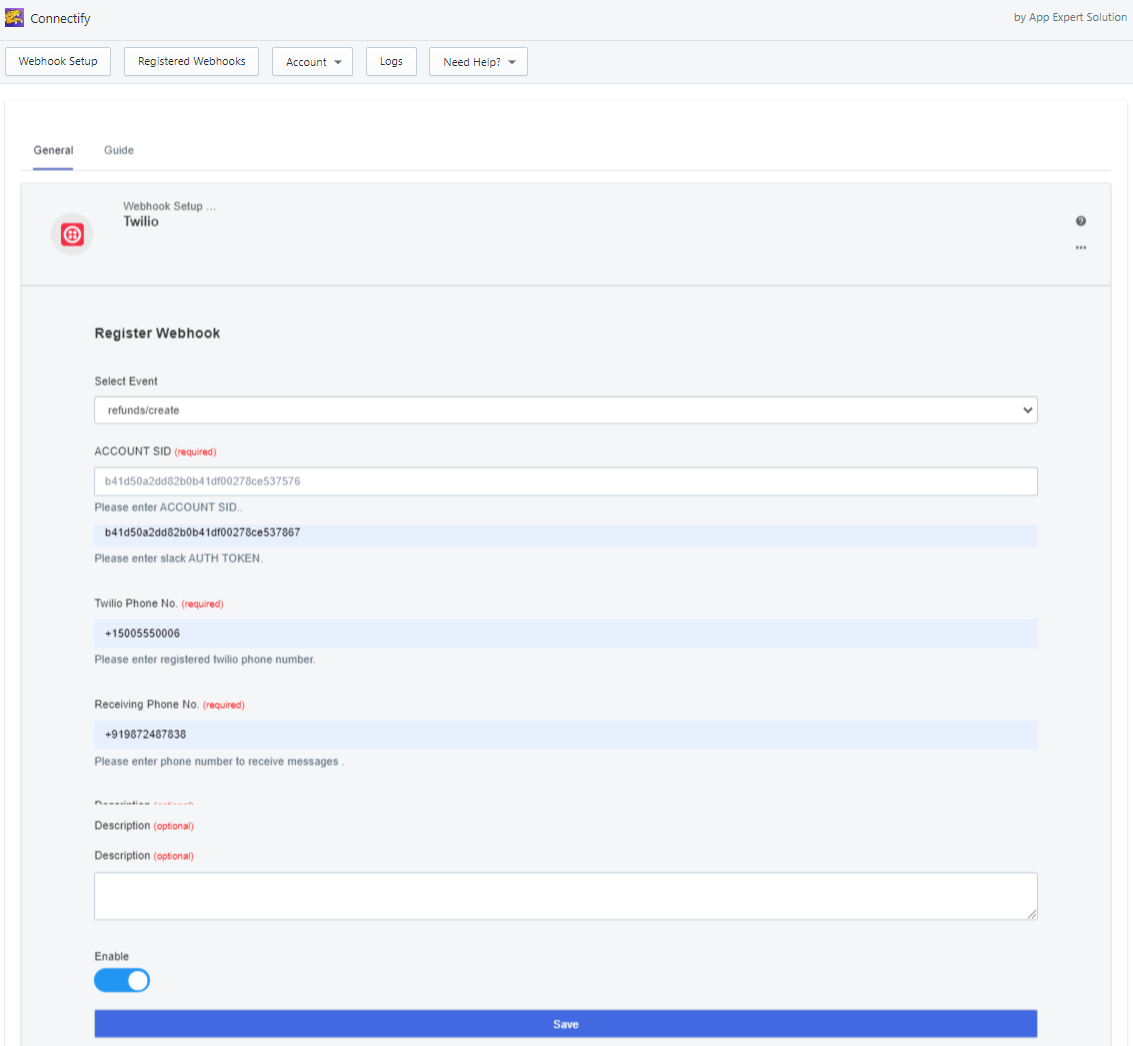 Connectify
by App Expert Solution
Webhook Setup
Registered Webhooks
Account
Logs
Need Help?
General
Guide
Webhook Setup ...
Twilio
Register Webhook
Select Event
refunds/create
ACCOUNT SID (required)
b41d50a2dd82b0b41df00278ce537576
Please enter ACCOUNT SID..
b41d50a2dd82b0b41df00278ce537867
Please enter slack AUTH TOKEN.
Twilio Phone No. (required)
+15005550006
Please enter registered twilio phone number.
Receiving Phone No. (required)
+919872487838
Please enter phone number to receive messages .
Description (optional)
Description (optional)
Description (optional)
Enable
Save